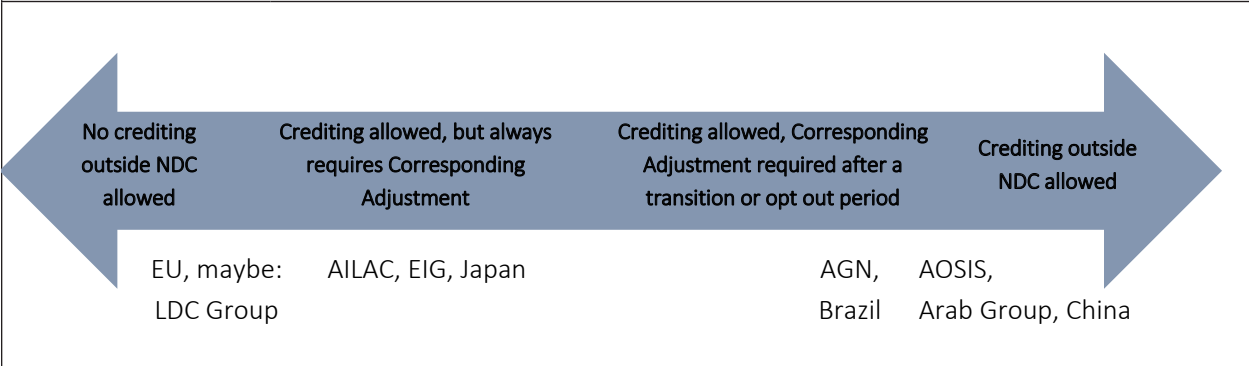 No crediting
outside NDC
allowed
Crediting allowed, but always
requires Corresponding
Adjustment
Crediting allowed, Corresponding
Adjustment required after a
transition or opt out period
Crediting outside
NDC allowed
EU, maybe:
LDC Group
AILAC, EIG, Japan
AGN,
Brazil
AOSIS,
Arab Group, China